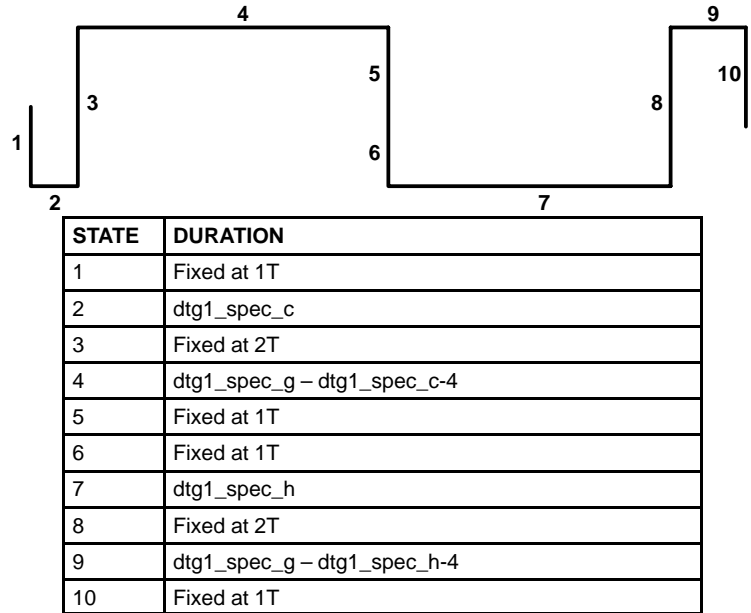 4
9
5
10
3
8
1
6
2
7
STATE DURATION
1 Fixed at 1T
2 dtg1_spec_c
3 Fixed at 2T
4 dtg1_spec_g – dtg1_spec_c-4
5 Fixed at 1T
6 Fixed at 1T
7 dtg1_spec_h
8 Fixed at 2T
9 dtg1_spec_g – dtg1_spec_h-4
10 Fixed at 1T